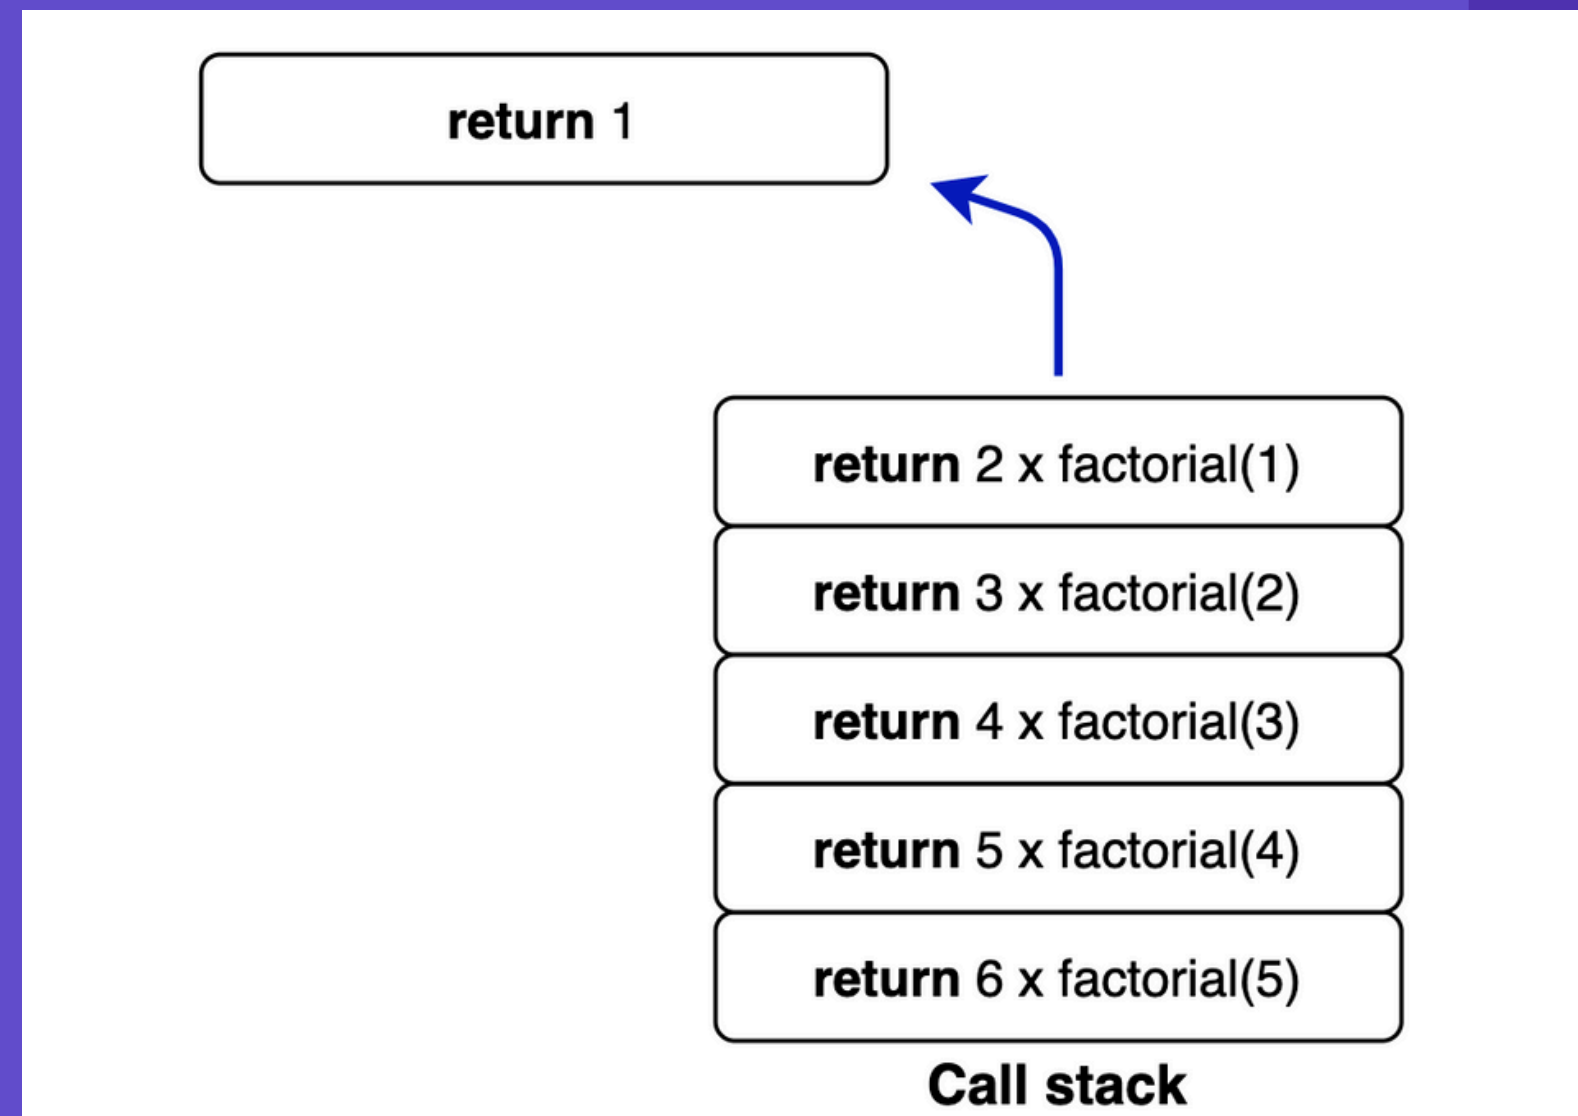 return 1
return 2 x factorial(1)
return 3 x factorial(2)
return 4 x factorial(3)
return 5 x factorial(4)
return 6 x factorial(5)
Call stack